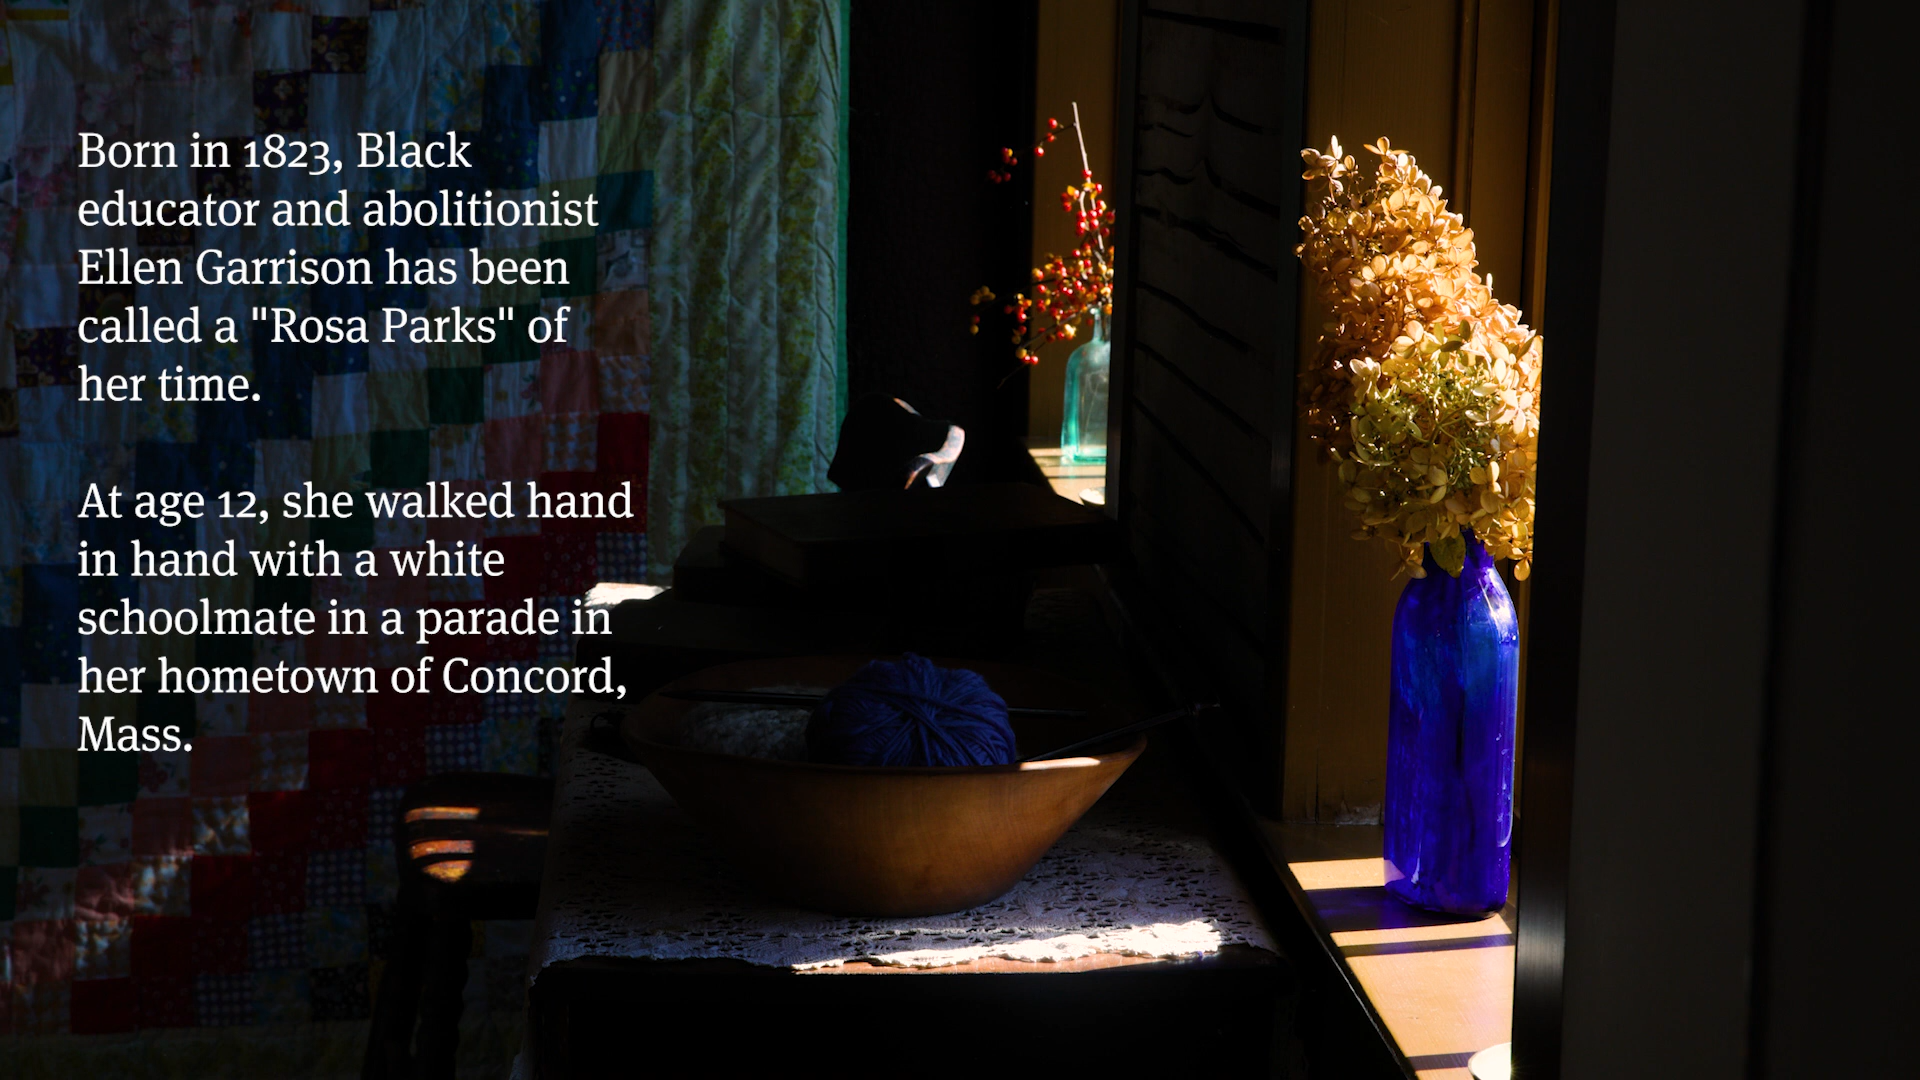 Born in 1823, Black
educator and abolitionist
Ellen Garrison has been
called a "Rosa Parks" of
her time.
At age 12, she walked hand
in hand with a white
schoolmate in a parade in
her hometown of Concord,
Mass.